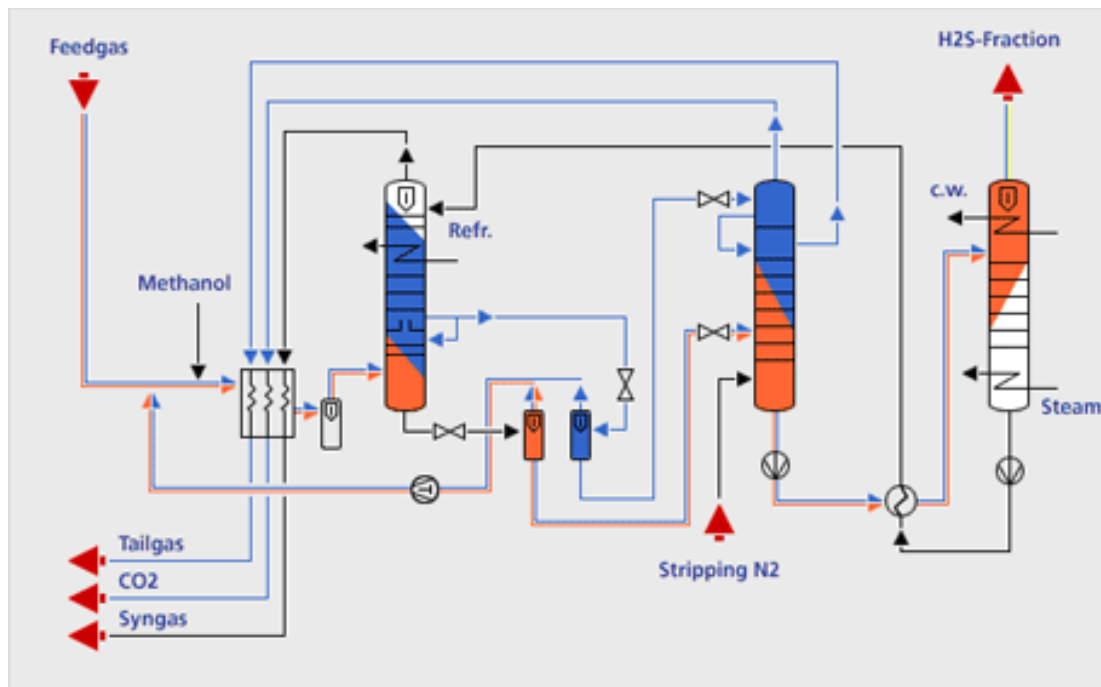 Feedgas
H2S-Fraction
c.w.
Refr.
Methanol
Steam
Tailgas
CO2
Syngas
Stripping N2